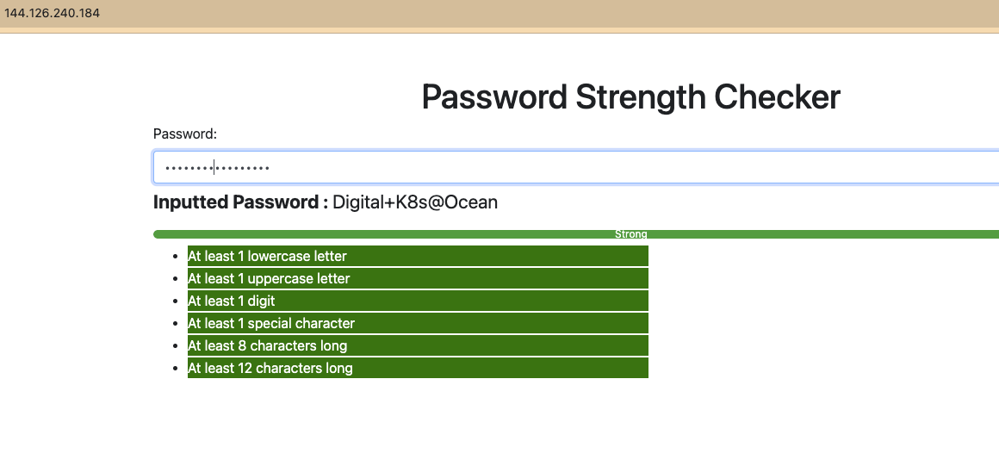 144.126.240.184
Password Strength Checker
Password:
•••••••••••••••••
Inputted Password : Digital+K8s@Ocean
Strong
• At least 1 lowercase letter
• At least 1 uppercase letter
• At least 1 digit
• At least 1 special character
• At least 8 characters long
• At least 12 characters long